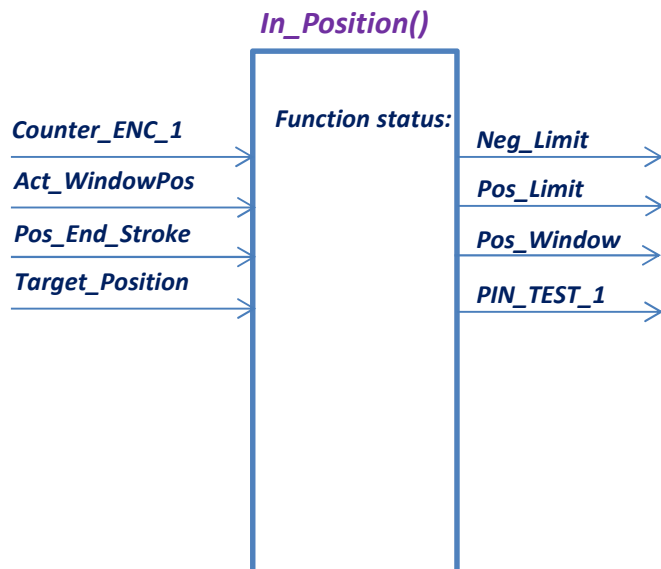 In_Position()
Function status:
Counter_ENC_1
Act_WindowPos
Pos_End_Stroke
Target_Position
Neg_Limit
Pos_Limit
Pos_Window
PIN_TEST_1